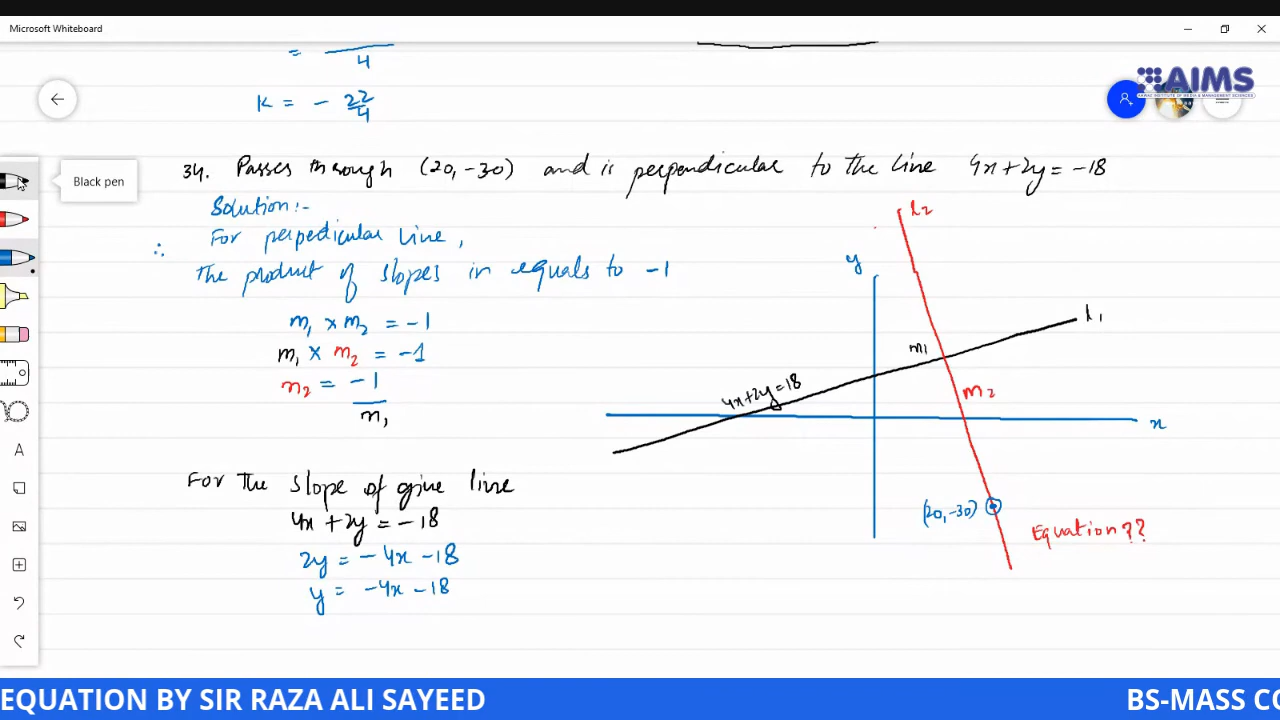 Microsoft Whiteboard
=
4
K = - 22/4
AIMS
34. Passes through (20, -30) and is perpendicular to the line 4x + 2y = -18
Black pen
Solution:-
∴ For perpedicular line,
The product of slopes in equals to -1
m1 x m2 = -1
m1 x m2 = -1
m2 = -1
m1
For the slope of give line
4x + 2y = -18
2y = -4x - 18
y = -4x - 18
l2
y
l1
m1
4x+2y=18
m2
x
(20,-30)
Equation??
A
EQUATION BY SIR RAZA ALI SAYEED
BS-MASS CO